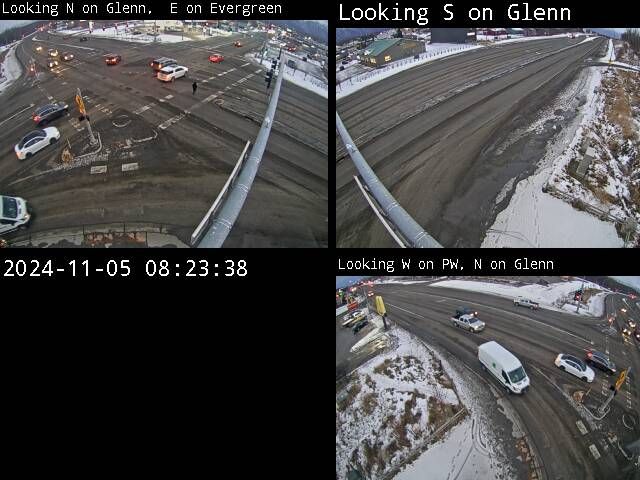 Looking N on Glenn,  E on Evergreen
Looking S on Glenn
2024-11-05 08:23:38
Looking W on PW, N on Glenn